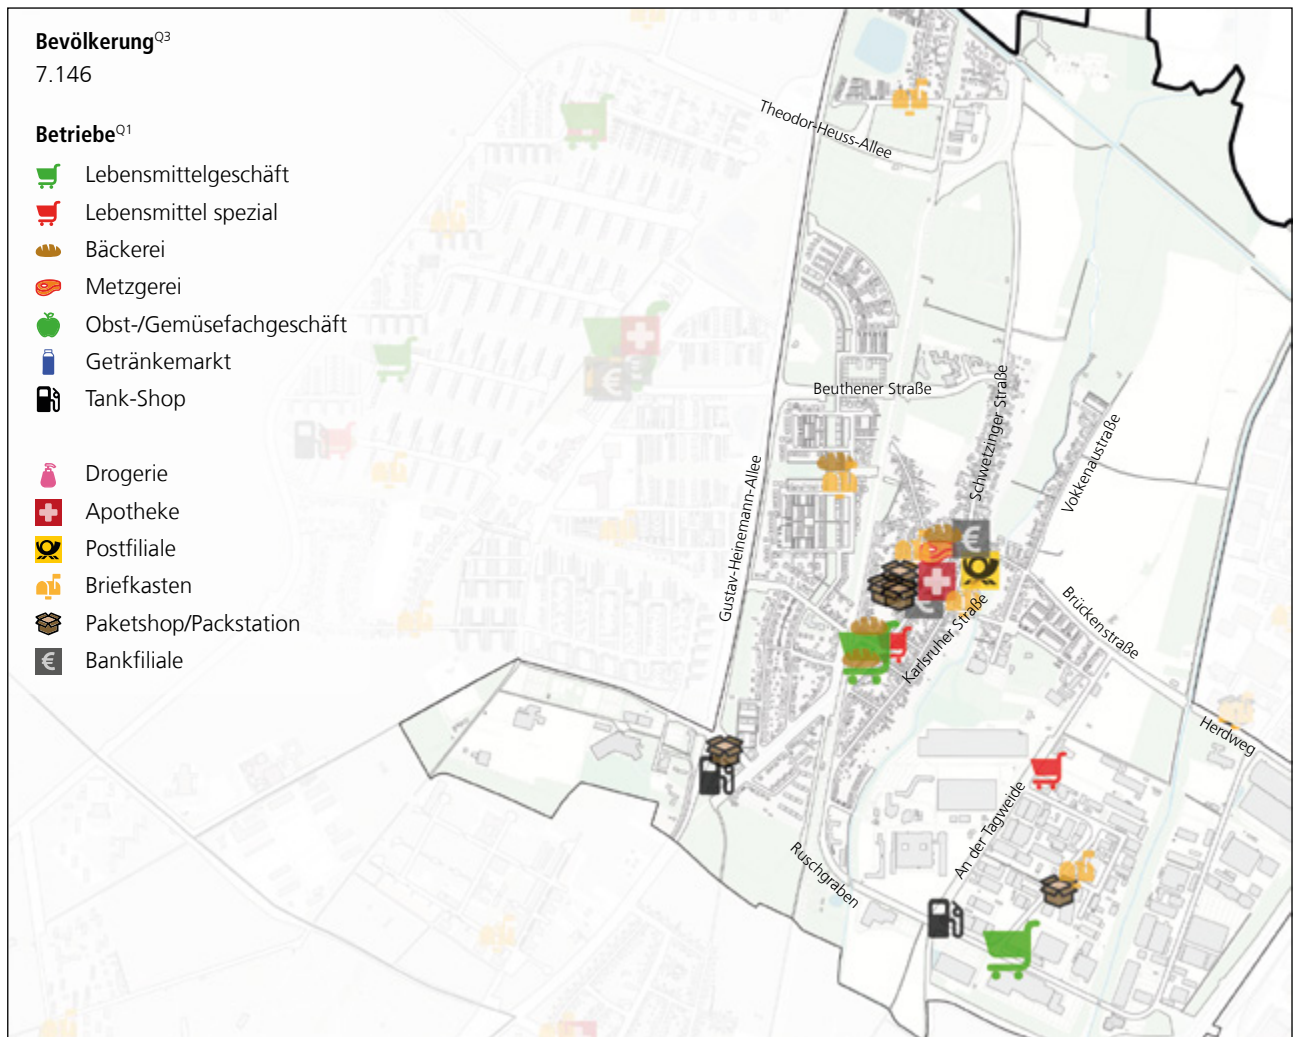 BevölkerungQ3
7.146
BetriebeQ1
Lebensmittelgeschäft
Lebensmittel spezial
Bäckerei
Metzgerei
Obst-/Gemüsefachgeschäft
Getränkemarkt
Tank-Shop
Drogerie
Apotheke
Postfiliale
Briefkasten
Paketshop/Packstation
€ Bankfiliale
Theodor-Heuss-Allee
Beuthener Straße
Schwetzinger Straße
Vokkenaustraße
Gustav-Heinemann-Allee
€
€
€
Brückenstraße
Karlsruher Straße
Herdweg
An der Tagweide
Ruschgraben